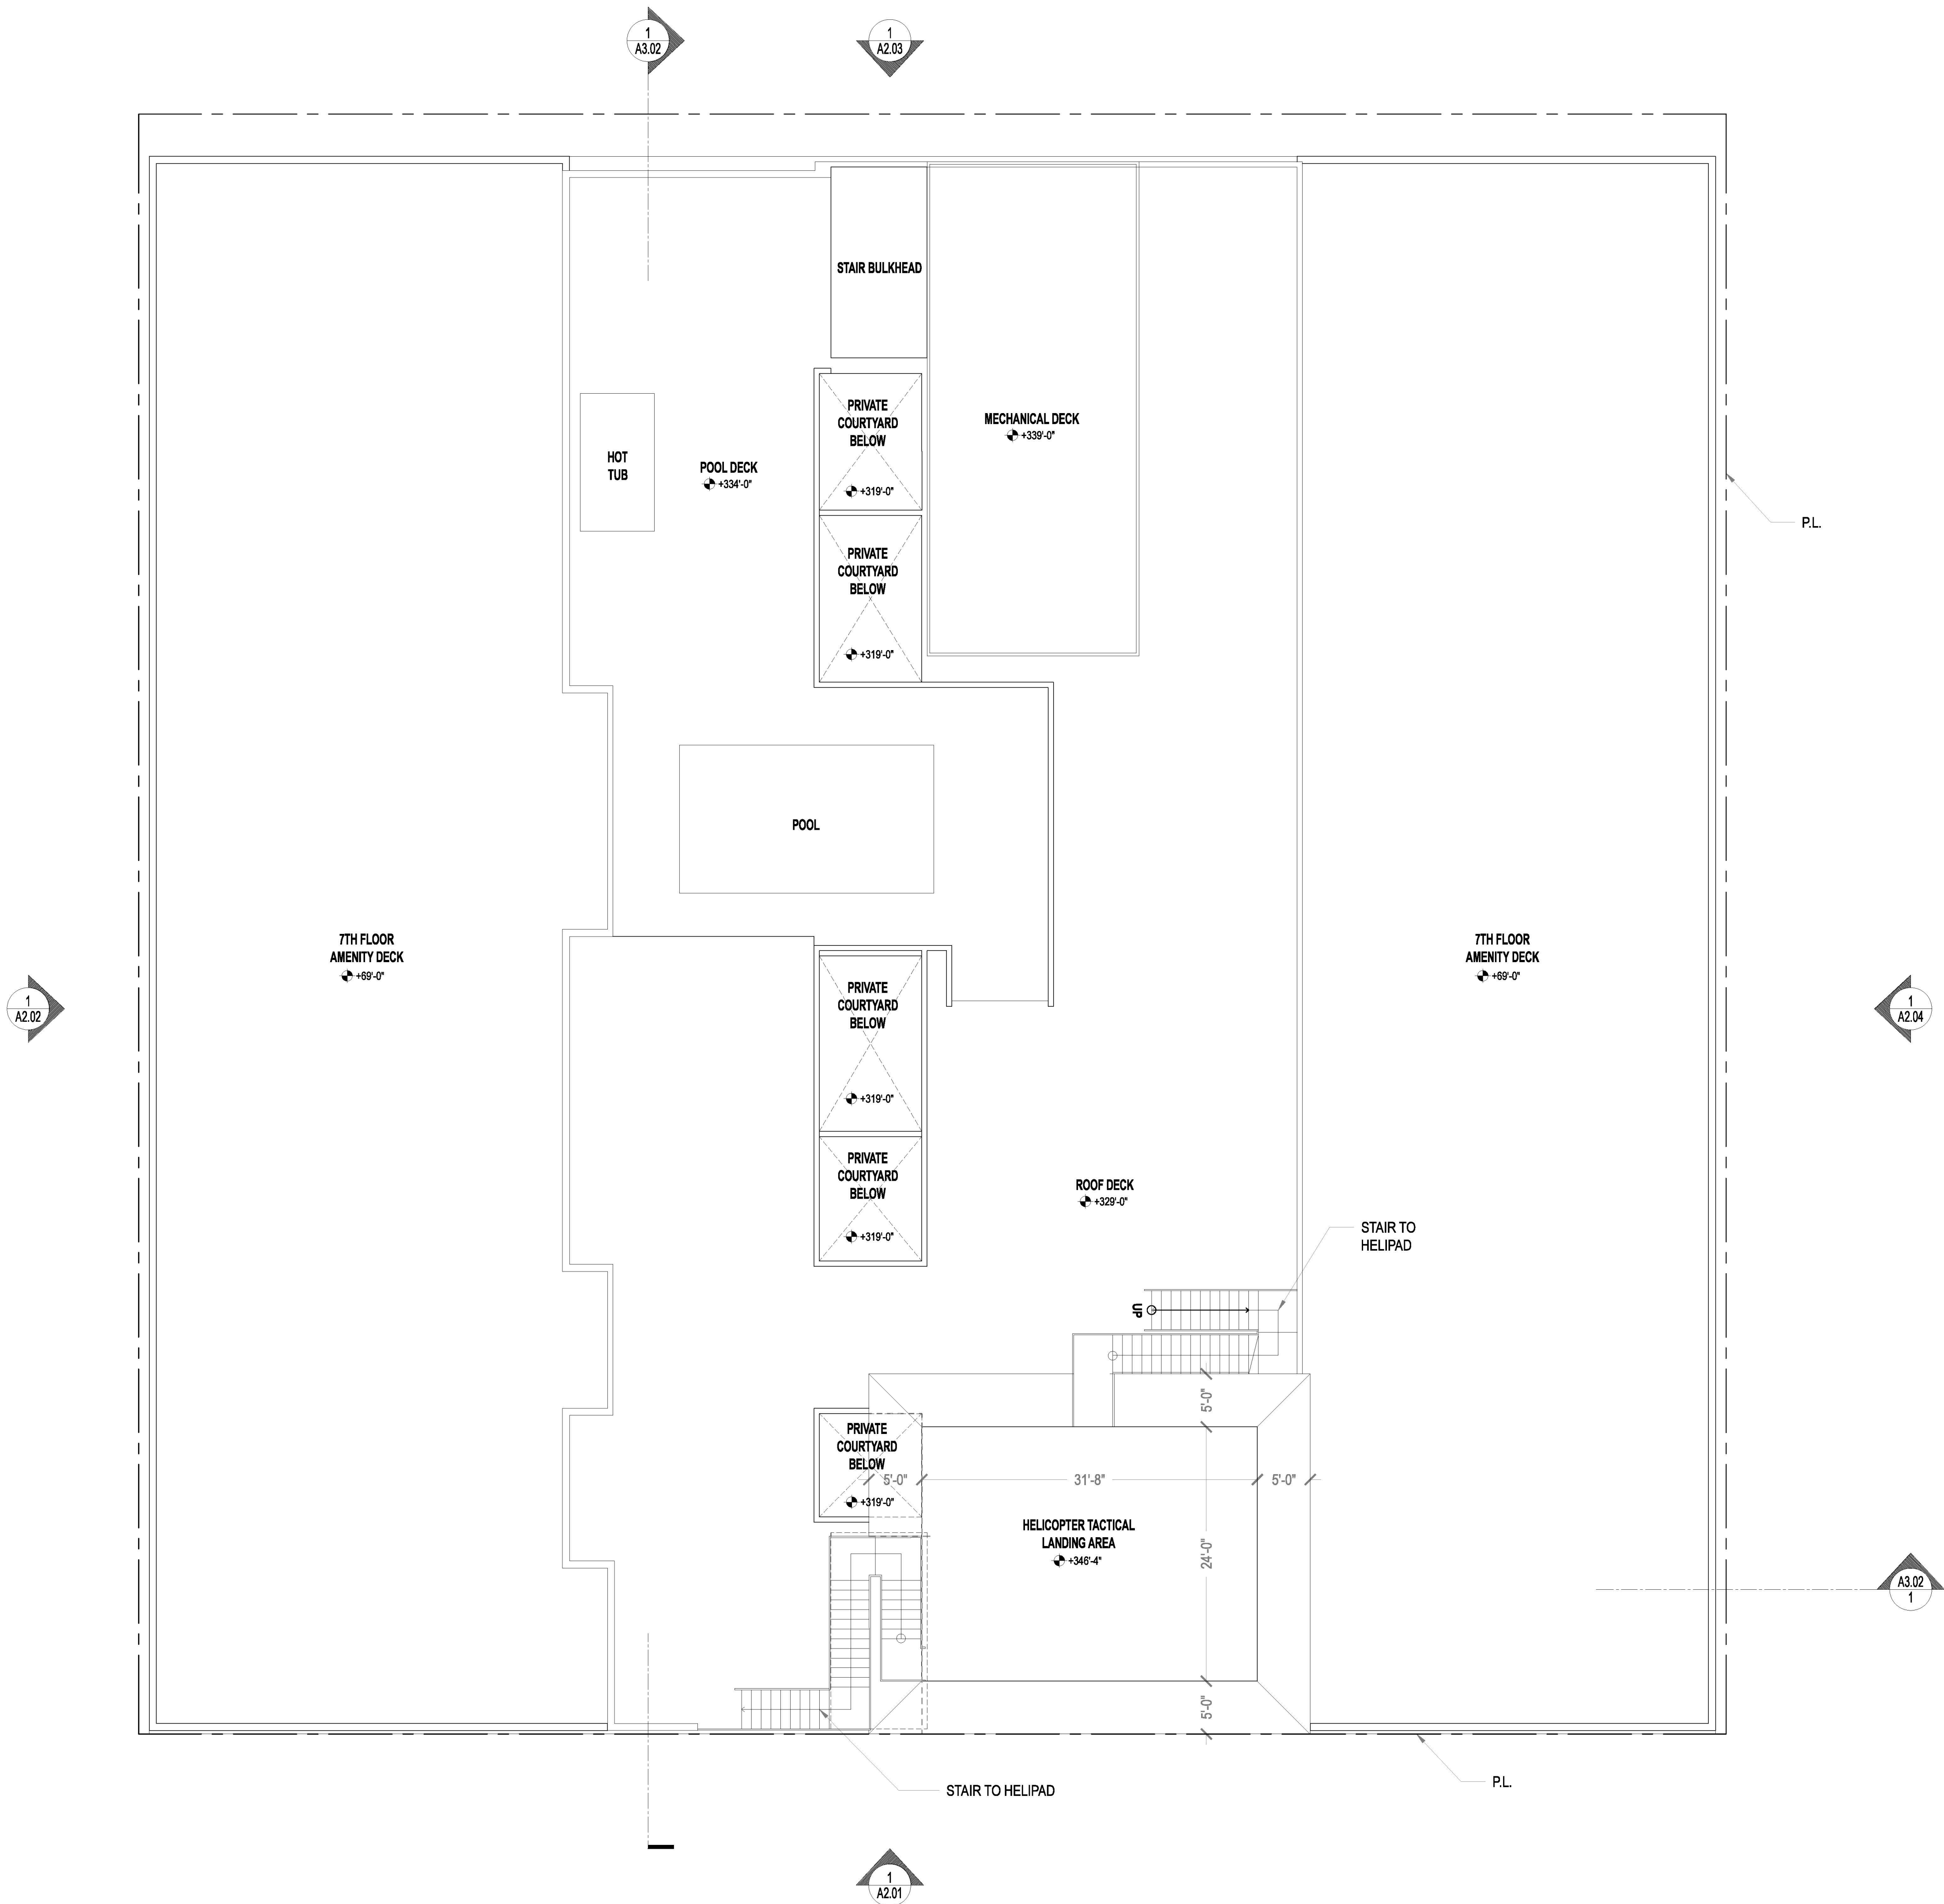 1
A3.02
1
A2.03
STAIR BULKHEAD
PRIVATE
COURTYARD
BELOW
+319'-0"
MECHANICAL DECK
+339'-0"
HOT
TUB
POOL DECK
+334'-0"
P.L.
PRIVATE
COURTYARD
BELOW
+319'-0"
POOL
7TH FLOOR
AMENITY DECK
+69'-0"
7TH FLOOR
AMENITY DECK
+69'-0"
1
A2.02
PRIVATE
COURTYARD
BELOW
+319'-0"
1
A2.04
PRIVATE
COURTYARD
BELOW
+319'-0"
ROOF DECK
+329'-0"
STAIR TO
HELIPAD
UP
5'-0"
PRIVATE
COURTYARD
BELOW
+319'-0"
5'-0"
31'-8"
5'-0"
HELICOPTER TACTICAL
LANDING AREA
+346'-4"
24'-0"
A3.02
1
5'-0"
STAIR TO HELIPAD
P.L.
1
A2.01